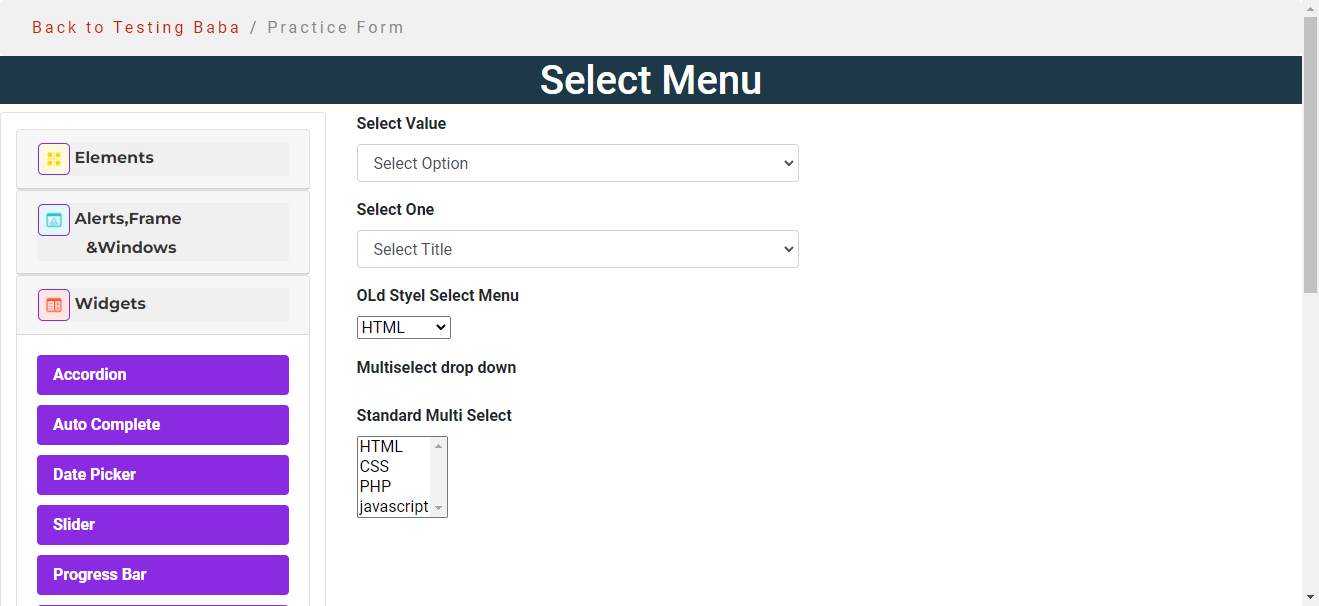 Back to Testing Baba / Practice Form
Select Menu
Elements
Alerts,Frame
&Windows
Widgets
Accordion
Auto Complete
Date Picker
Slider
Progress Bar
Select Value
Select Option
Select One
Select Title
OLd Styel Select Menu
HTML
Multiselect drop down
Standard Multi Select
HTML
CSS
PHP
javascript